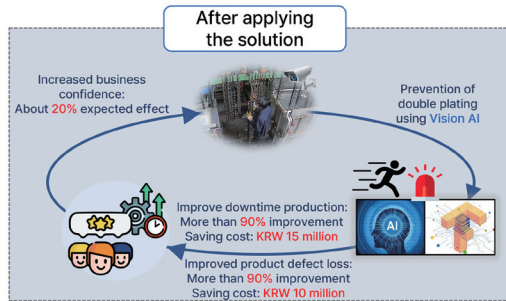 After applying
the solution
Increased business
confidence:
About 20% expected effect
Prevention of
double plating
using Vision AI
AI
Improve downtime production:
More than 90% improvement
Saving cost: KRW 15 million
Improved product defect loss:
More than 90% improvement
Saving cost: KRW 10 million